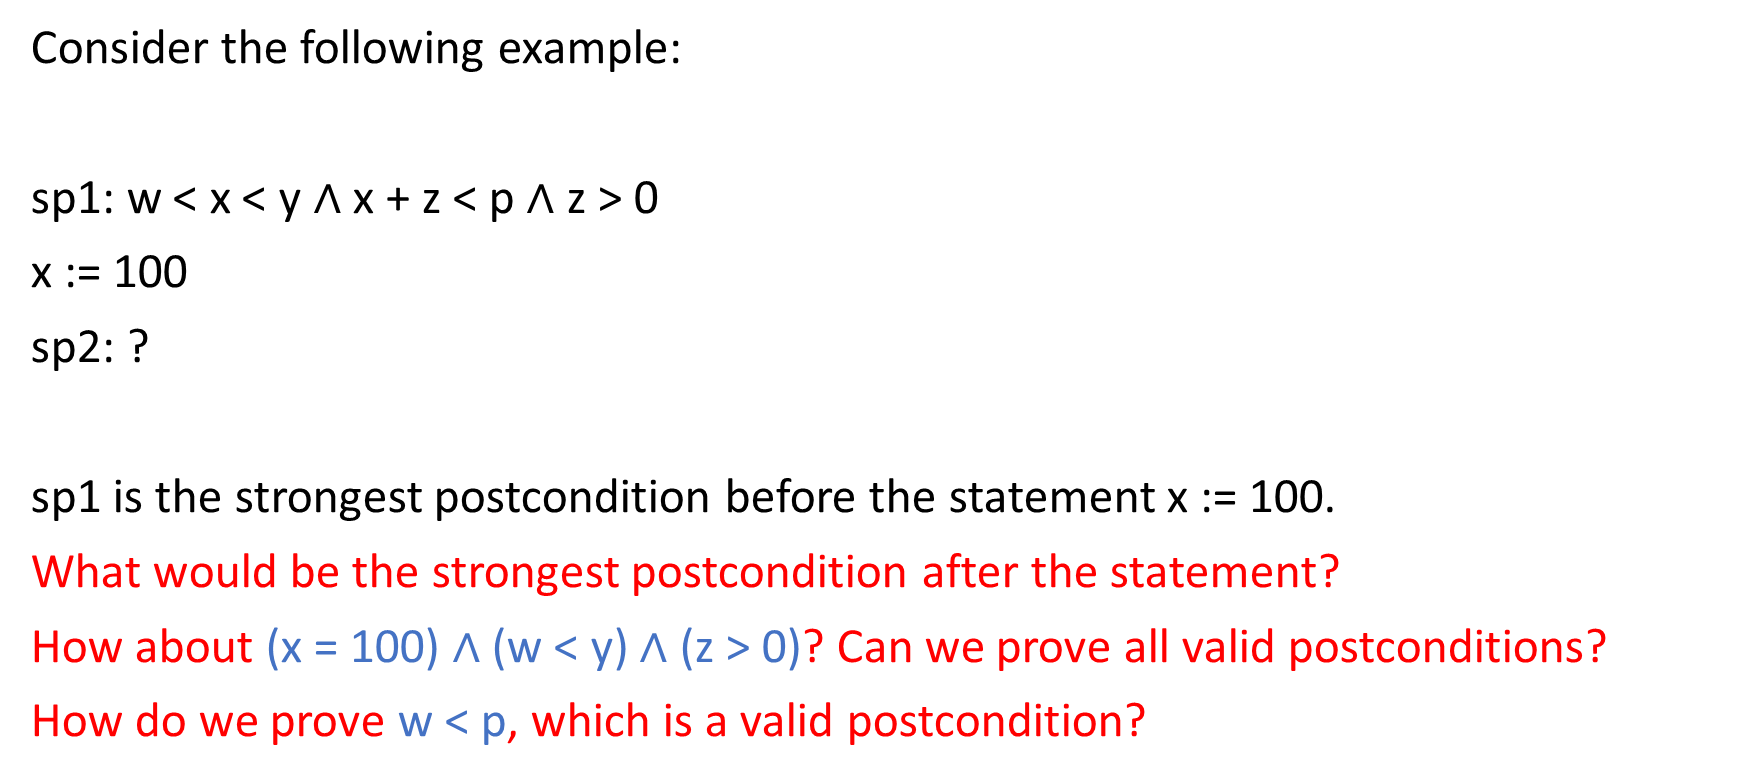 Consider the following example:
sp1: w < x < y ∧ x + z < p ∧ z > 0
x := 100
sp2: ?
sp1 is the strongest postcondition before the statement x := 100.
What would be the strongest postcondition after the statement?
How about (x = 100) ∧ (w < y) ∧ (z > 0)? Can we prove all valid postconditions?
How do we prove w < p, which is a valid postcondition?